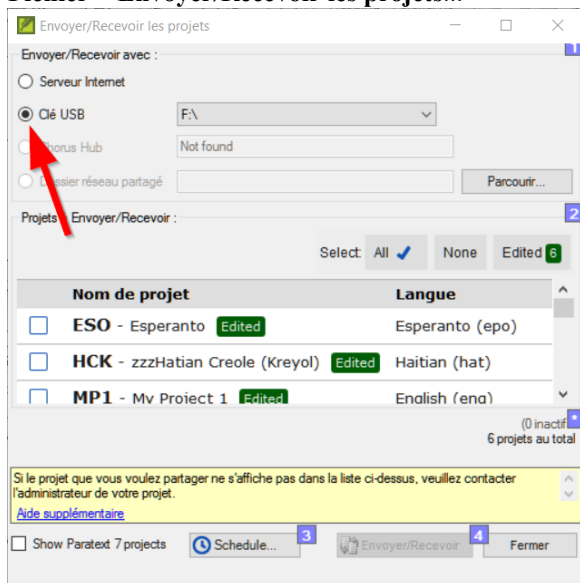 Envoyer/Recevoir les projets
Envoyer/Recevoir avec :
1
Serveur Internet
Clé USB F:\
Chorus Hub Not found
Dossier réseau partagé Parcourir...
Projets Envoyer/Recevoir :
2
Select: All None Edited 6
Nom de projet Langue
ESO - Esperanto Edited Esperanto (epo)
HCK - zzzHatian Creole (Kreyol) Edited Haitian (hat)
MP1 - My Project 1 Edited English (eng)
(0 inactif
*
6 projets au total
Si le projet que vous voulez partager ne s'affiche pas dans la liste ci-dessus, veuillez contacter
l'administrateur de votre projet.
Aide supplémentaire
Show Paratext 7 projects Schedule... 3 Envoyer/Recevoir 4 Fermer